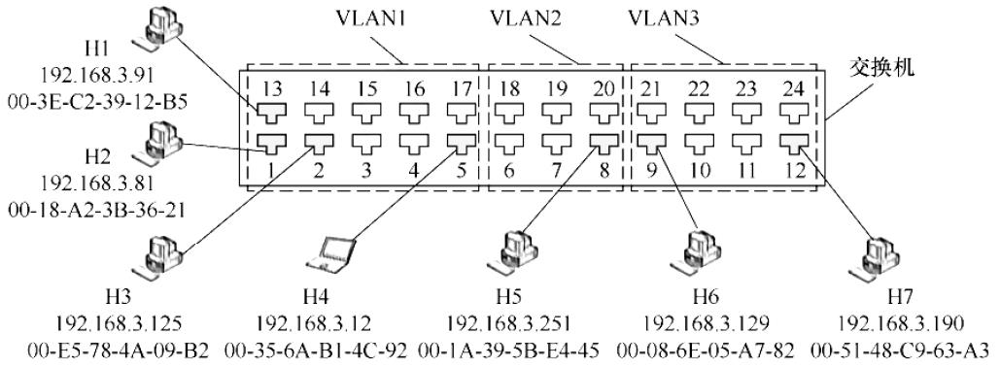 VLAN1 VLAN2 VLAN3
交换机
H1
192.168.3.91
00-3E-C2-39-12-B5
13 14 15 16 17 18 19 20 21 22 23 24
1 2 3 4 5 6 7 8 9 10 11 12
H2
192.168.3.81
00-18-A2-3B-36-21
H3
192.168.3.125
00-E5-78-4A-09-B2
H4
192.168.3.12
00-35-6A-B1-4C-92
H5
192.168.3.251
00-1A-39-5B-E4-45
H6
192.168.3.129
00-08-6E-05-A7-82
H7
192.168.3.190
00-51-48-C9-63-A3